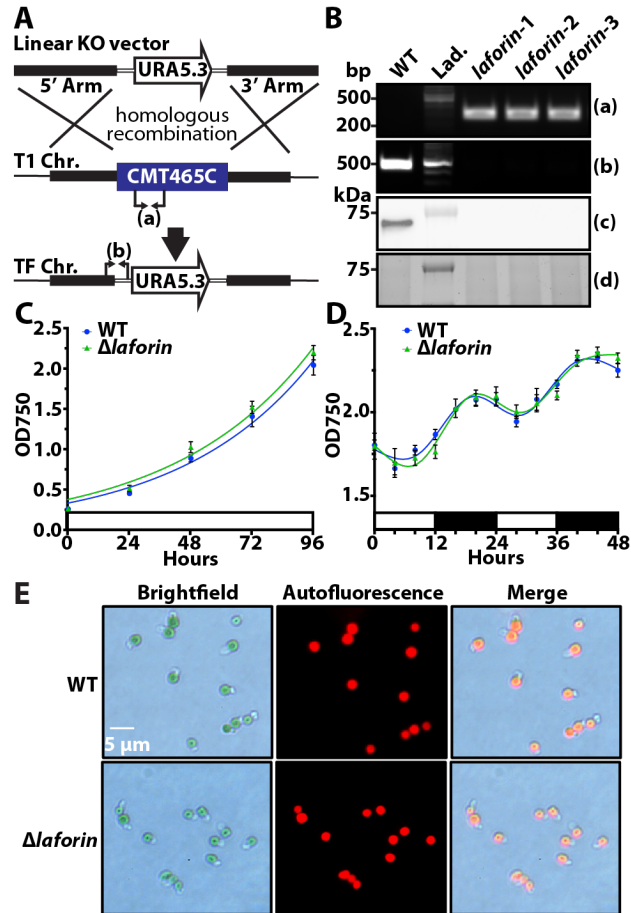 A
Linear KO vector
URA5.3
5′ Arm
3′ Arm
homologous
recombination
T1 Chr.
CMT465C
(a)
(b)
TF Chr.
URA5.3
B
WT
Lad.
laforin-1
laforin-2
laforin-3
bp
500
200
(a)
500
(b)
kDa
75
(c)
75
(d)
C
WT
Δlaforin
OD750
2.5
2.0
1.5
1.0
0.5
0.0
0 24 48 72 96
Hours
D
WT
Δlaforin
OD750
2.5
2.0
1.5
0 12 24 36 48
Hours
E
Brightfield Autofluorescence Merge
WT
5 μm
Δlaforin